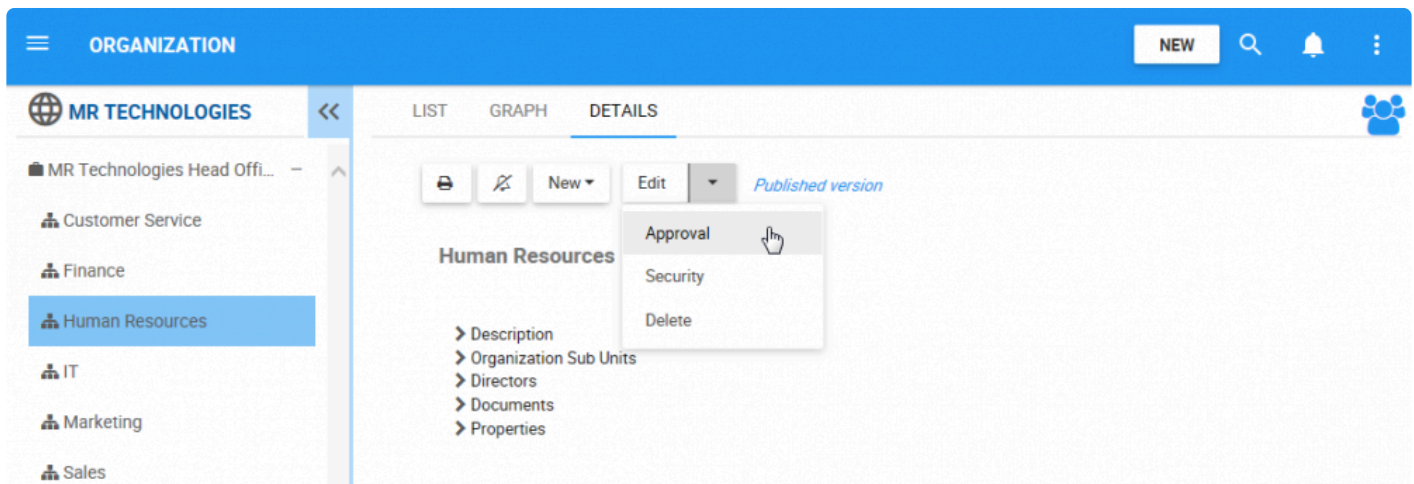 ORGANIZATION
NEW
MR TECHNOLOGIES
LIST GRAPH DETAILS
MR Technologies Head Offi...
New Edit Published version
Customer Service
Approval
Human Resources
Finance
Security
Human Resources
Delete
Description
Organization Sub Units
IT
Directors
Documents
Marketing
Properties
Sales